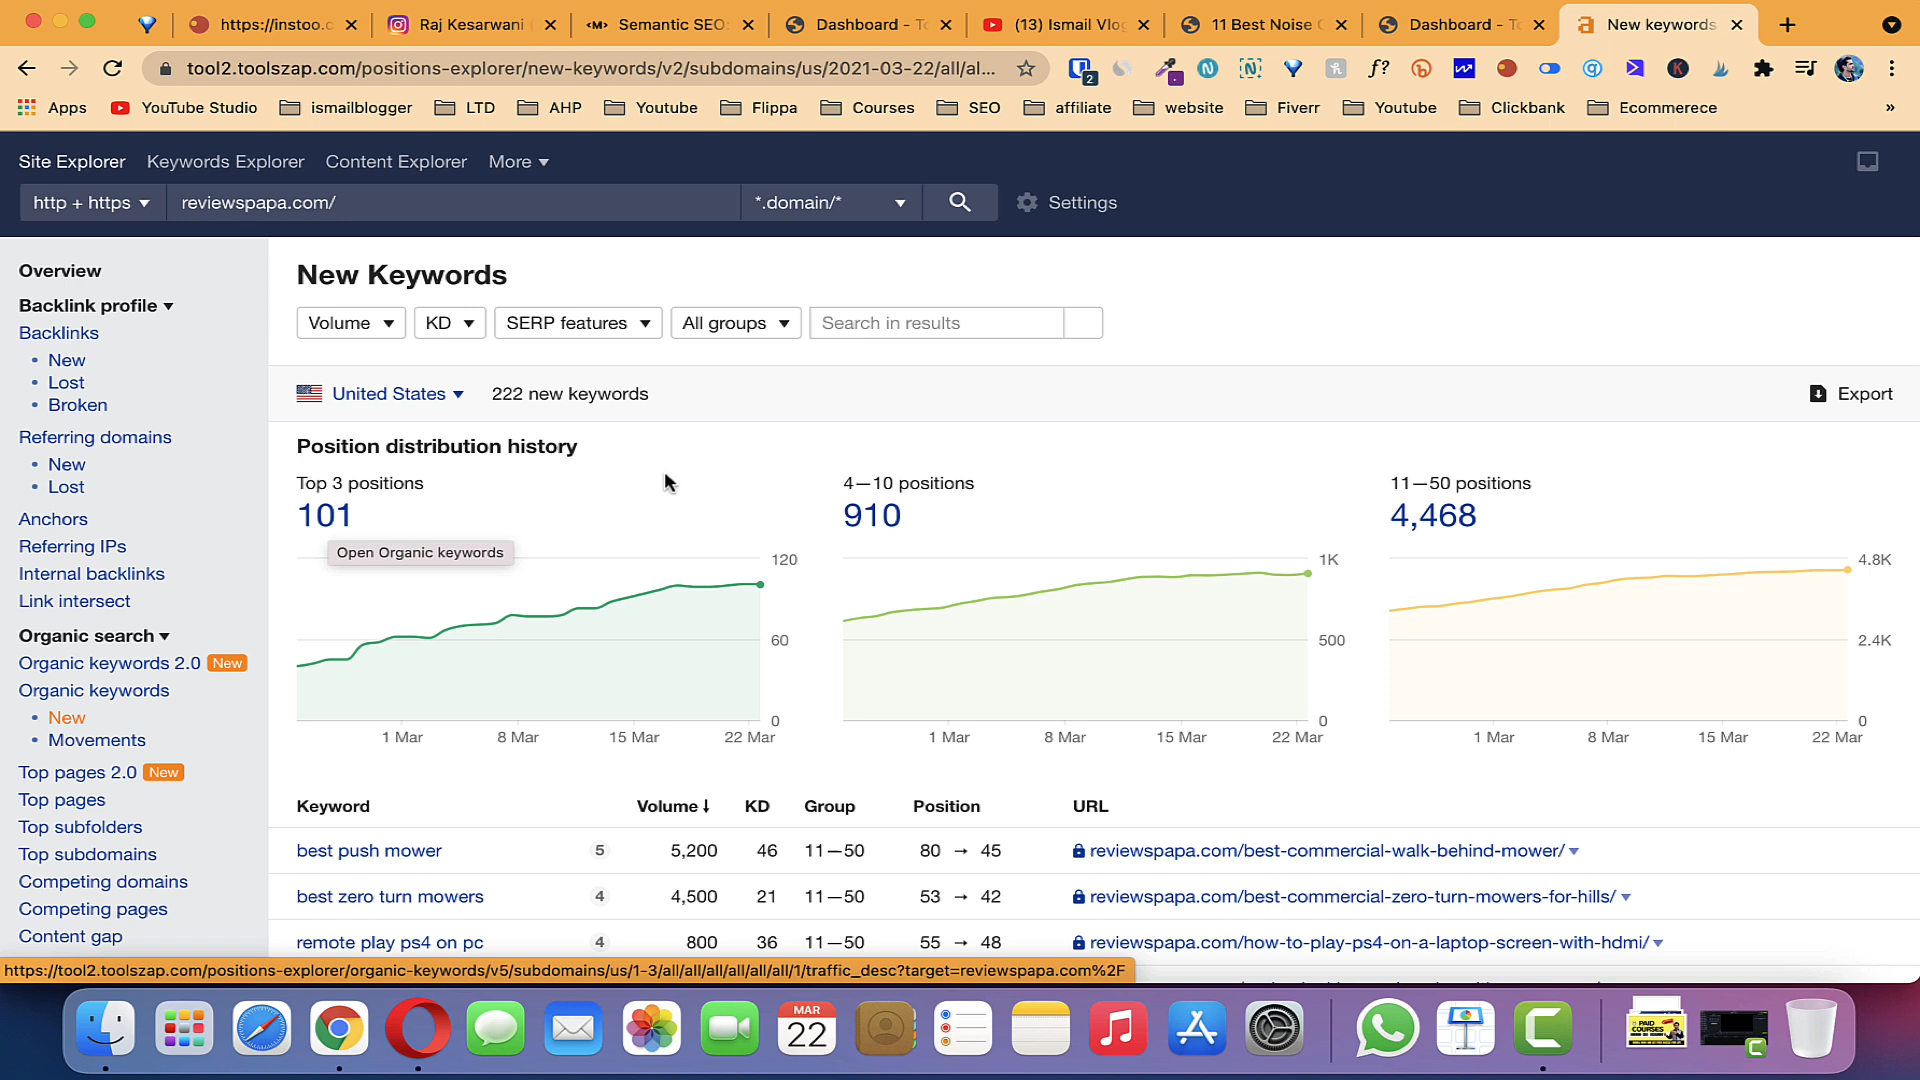 https://instoo.c
Raj Kesarwani
Semantic SEO:
Dashboard - To
(13) Ismail Vlog
11 Best Noise C
Dashboard - To
New keywords
tool2.toolszap.com/positions-explorer/new-keywords/v2/subdomains/us/2021-03-22/all/al...
Apps
YouTube Studio
ismailblogger
LTD
AHP
Youtube
Flippa
Courses
SEO
affiliate
website
Fiverr
Youtube
Clickbank
Ecommerece
»
Site Explorer
Keywords Explorer
Content Explorer
More
http + https
reviewspapa.com/
*.domain/*
Settings
Overview
Backlink profile
Backlinks
• New
• Lost
• Broken
Referring domains
• New
• Lost
Anchors
Referring IPs
Internal backlinks
Link intersect
Organic search
Organic keywords 2.0 New
Organic keywords
• New
• Movements
Top pages 2.0 New
Top pages
Top subfolders
Top subdomains
Competing domains
Competing pages
Content gap
New Keywords
Volume
KD
SERP features
All groups
Search in results
United States
222 new keywords
Export
Position distribution history
Top 3 positions
101
Open Organic keywords
120
60
0
1 Mar 8 Mar 15 Mar 22 Mar
4—10 positions
910
1K
500
0
1 Mar 8 Mar 15 Mar 22 Mar
11—50 positions
4,468
4.8K
2.4K
0
1 Mar 8 Mar 15 Mar 22 Mar
Keyword Volume ↓ KD Group Position URL
best push mower 5 5,200 46 11—50 80 → 45 reviewspapa.com/best-commercial-walk-behind-mower/
best zero turn mowers 4 4,500 21 11—50 53 → 42 reviewspapa.com/best-commercial-zero-turn-mowers-for-hills/
remote play ps4 on pc 4 800 36 11—50 55 → 48 reviewspapa.com/how-to-play-ps4-on-a-laptop-screen-with-hdmi/
https://tool2.toolszap.com/positions-explorer/organic-keywords/v5/subdomains/us/1-3/all/all/all/all/all/all/1/traffic_desc?target=reviewspapa.com%2F
MAR
22
PAID
COURSES